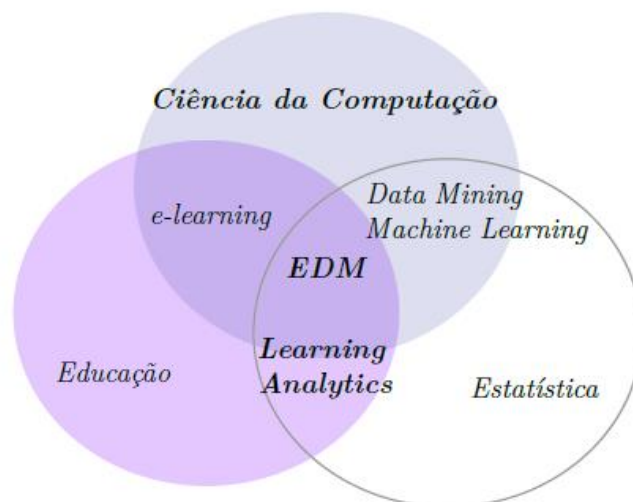 Ciência da Computação
e-learning
Data Mining
Machine Learning
EDM
Learning
Analytics
Educação
Estatística